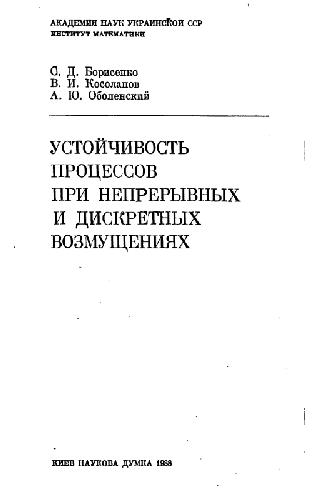 АКАДЕМИЯ НАУК УКРАИНСКОЙ ССР
ИНСТИТУТ МАТЕМАТИКИ
С. Д. Борисенко
В. И. Косолапов
А. Ю. Оболенский
УСТОЙЧИВОСТЬ
ПРОЦЕССОВ
ПРИ НЕПРЕРЫВНЫХ
И ДИСКРЕТНЫХ
ВОЗМУЩЕНИЯХ
КИЕВ НАУКОВА ДУМКА 1988